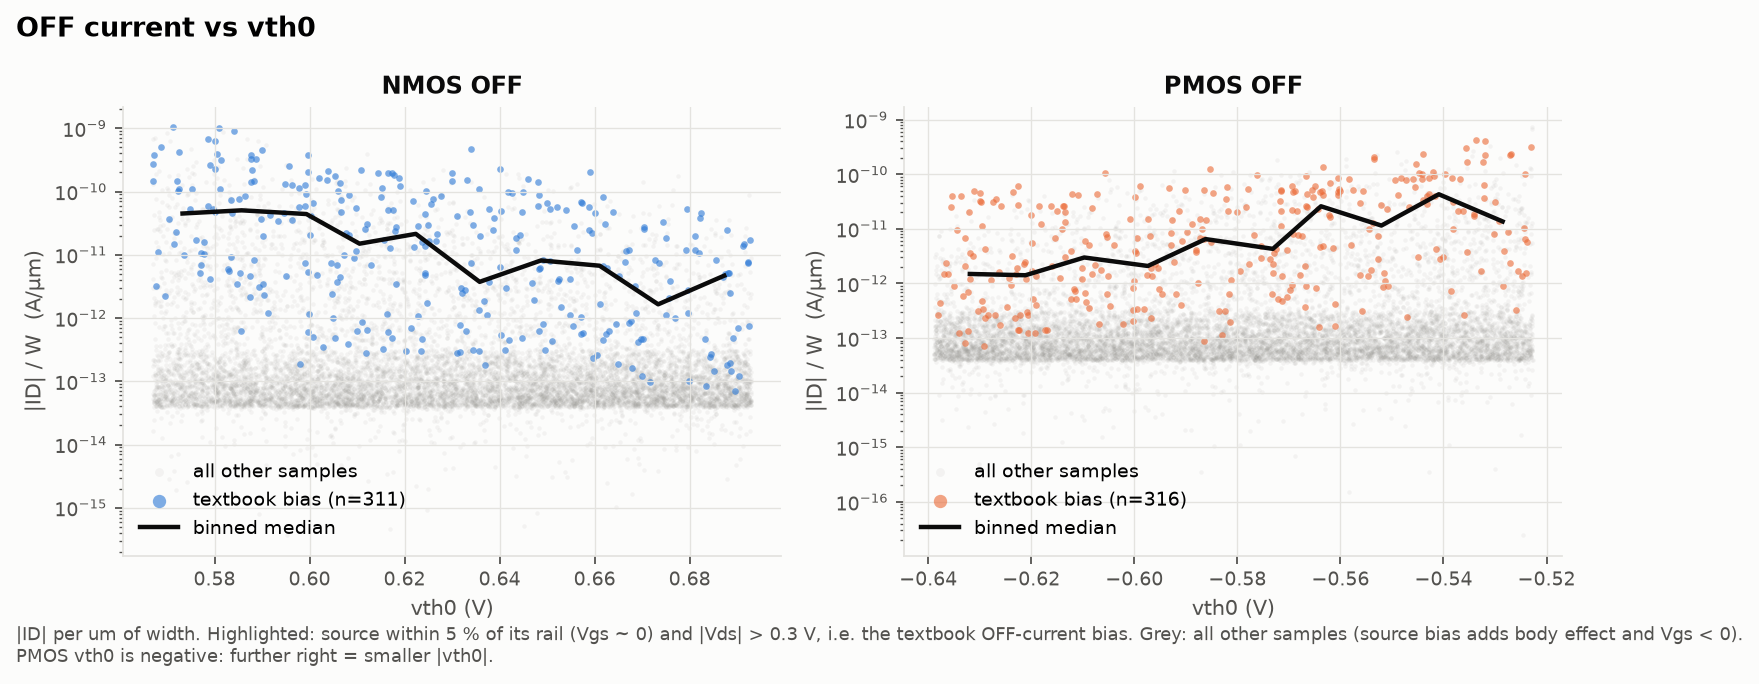 OFF current vs vth0
NMOS OFF
PMOS OFF
|ID| / W (A/μm)
10⁻⁹
10⁻¹⁰
10⁻¹¹
10⁻¹²
10⁻¹³
10⁻¹⁴
10⁻¹⁵
all other samples
textbook bias (n=311)
binned median
0.58 0.60 0.62 0.64 0.66 0.68
vth0 (V)
|ID| / W (A/μm)
10⁻⁹
10⁻¹⁰
10⁻¹¹
10⁻¹²
10⁻¹³
10⁻¹⁴
10⁻¹⁵
10⁻¹⁶
all other samples
textbook bias (n=316)
binned median
−0.64 −0.62 −0.60 −0.58 −0.56 −0.54 −0.52
vth0 (V)
|ID| per um of width. Highlighted: source within 5 % of its rail (Vgs ~ 0) and |Vds| > 0.3 V, i.e. the textbook OFF-current bias. Grey: all other samples (source bias adds body effect and Vgs < 0).
PMOS vth0 is negative: further right = smaller |vth0|.